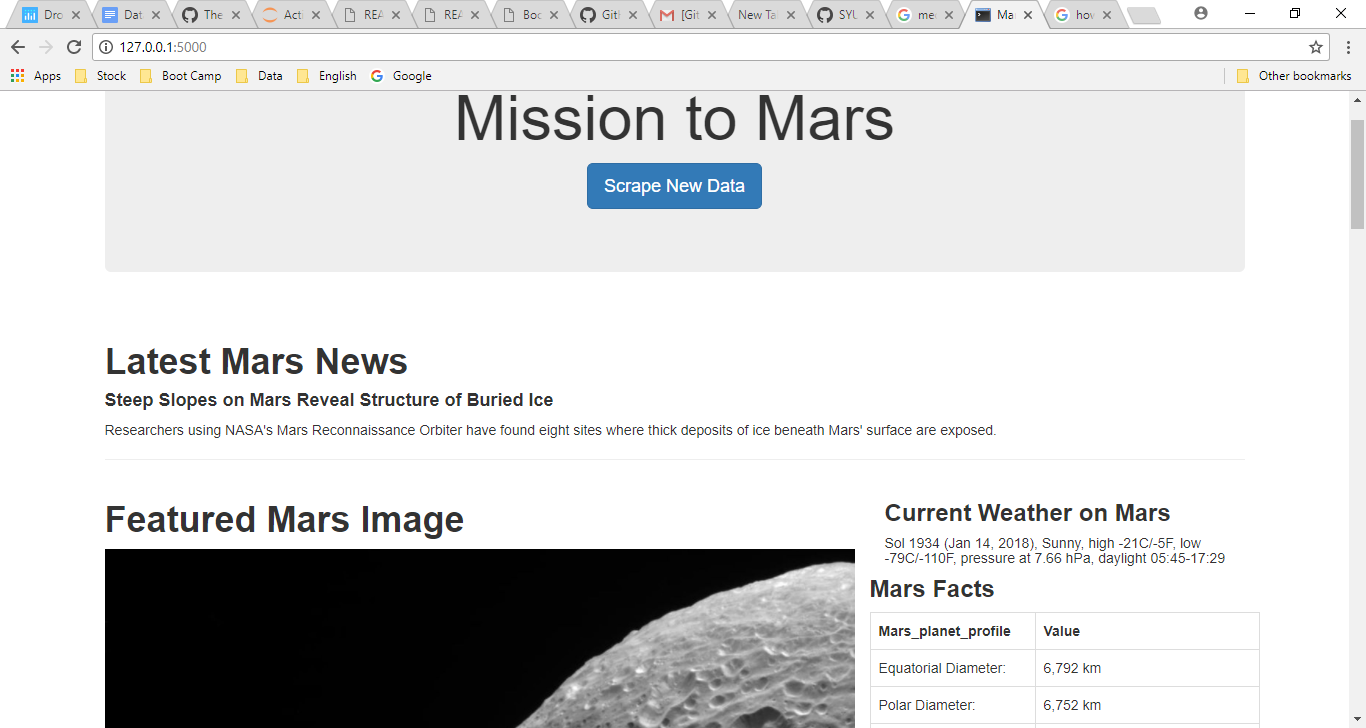 Dro
Dat
The
Acti
REA
REA
Boo
Gitl
[Git
New Ta
SYU
me
Ma
how
127.0.0.1:5000
Apps
Stock
Boot Camp
Data
English
Google
Other bookmarks
Mission to Mars
Scrape New Data
Latest Mars News
Steep Slopes on Mars Reveal Structure of Buried Ice
Researchers using NASA's Mars Reconnaissance Orbiter have found eight sites where thick deposits of ice beneath Mars' surface are exposed.
Featured Mars Image
Current Weather on Mars
Sol 1934 (Jan 14, 2018), Sunny, high -21C/-5F, low
-79C/-110F, pressure at 7.66 hPa, daylight 05:45-17:29
Mars Facts
Mars_planet_profile Value
Equatorial Diameter: 6,792 km
Polar Diameter: 6,752 km